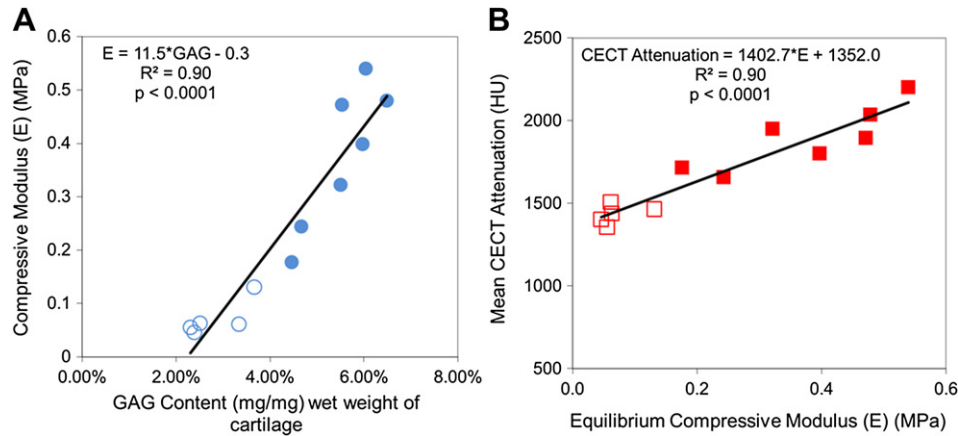 A
E = 11.5*GAG - 0.3
R² = 0.90
p < 0.0001
Compressive Modulus (E) (MPa)
0.6
0.5
0.4
0.3
0.2
0.1
0
0.00%
2.00%
4.00%
6.00%
8.00%
GAG Content (mg/mg) wet weight of
cartilage
B
CECT Attenuation = 1402.7*E + 1352.0
R² = 0.90
p < 0.0001
Mean CECT Attenuation (HU)
2500
2000
1500
1000
500
0.0
0.2
0.4
0.6
Equilibrium Compressive Modulus (E) (MPa)